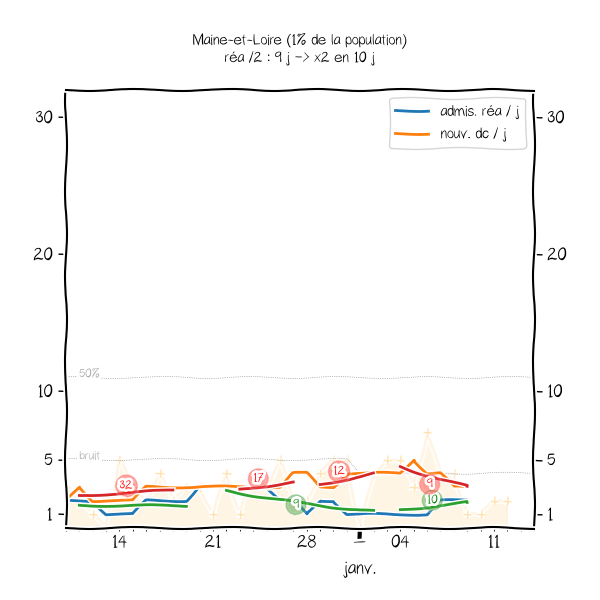 Maine-et-Loire (1% de la population)
réa /2 : 9 j -> x2 en 10 j
admis. réa / j
nouv. dc / j
30 30
20 20
50%
10 10
bruit
5 5
32 17 12 9
9 10
1 1
14 21 28 1 04 11
janv.